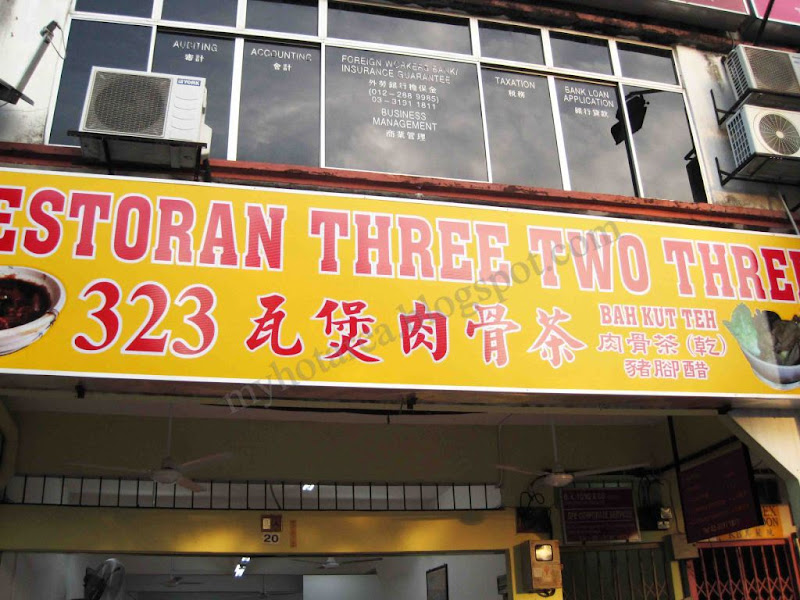 AUDITING
審計
ACCOUNTING
會計
FOREIGN WORKERS BANK/
INSURANCE GUARANTEE
外勞銀行擔保金
(012-288 9985)
03-3191 1811
BUSINESS
MANAGEMENT
商業管理
TAXATION
稅務
BANK LOAN
APPLICATION
銀行貸款
ESTORAN THREE TWO THREE
323 瓦煲肉骨茶
BAH KUT TEH
肉骨茶(乾)
豬腳醋
myhotarea.blogspot.com
20